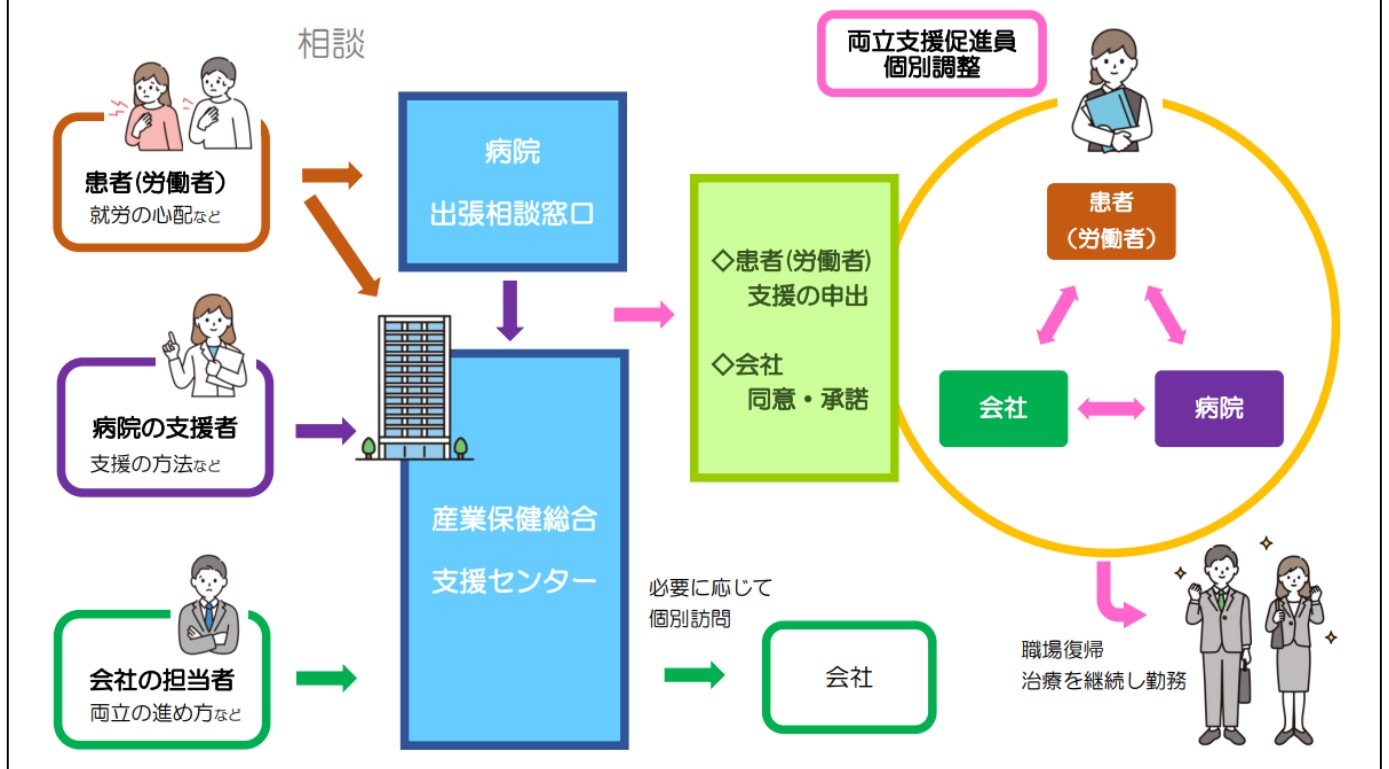 相談
患者(労働者)
就労の心配など
病院の支援者
支援の方法など
会社の担当者
両立の進め方など
病院
出張相談窓口
産業保健総合
支援センター
必要に応じて
個別訪問
会社
◇患者(労働者)
支援の申出
◇会社
同意・承諾
両立支援促進員
個別調整
患者
(労働者)
会社
病院
職場復帰
治療を継続し勤務